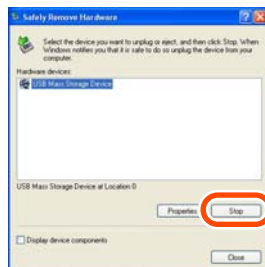 Safely Remove Hardware
Select the device you want to unplug or eject, and then click Stop. When
Windows notifies you that it is safe to do so unplug the device from your
computer.
Hardware devices:
USB Mass Storage Device
USB Mass Storage Device at Location 0
Properties
Stop
Display device components
Close